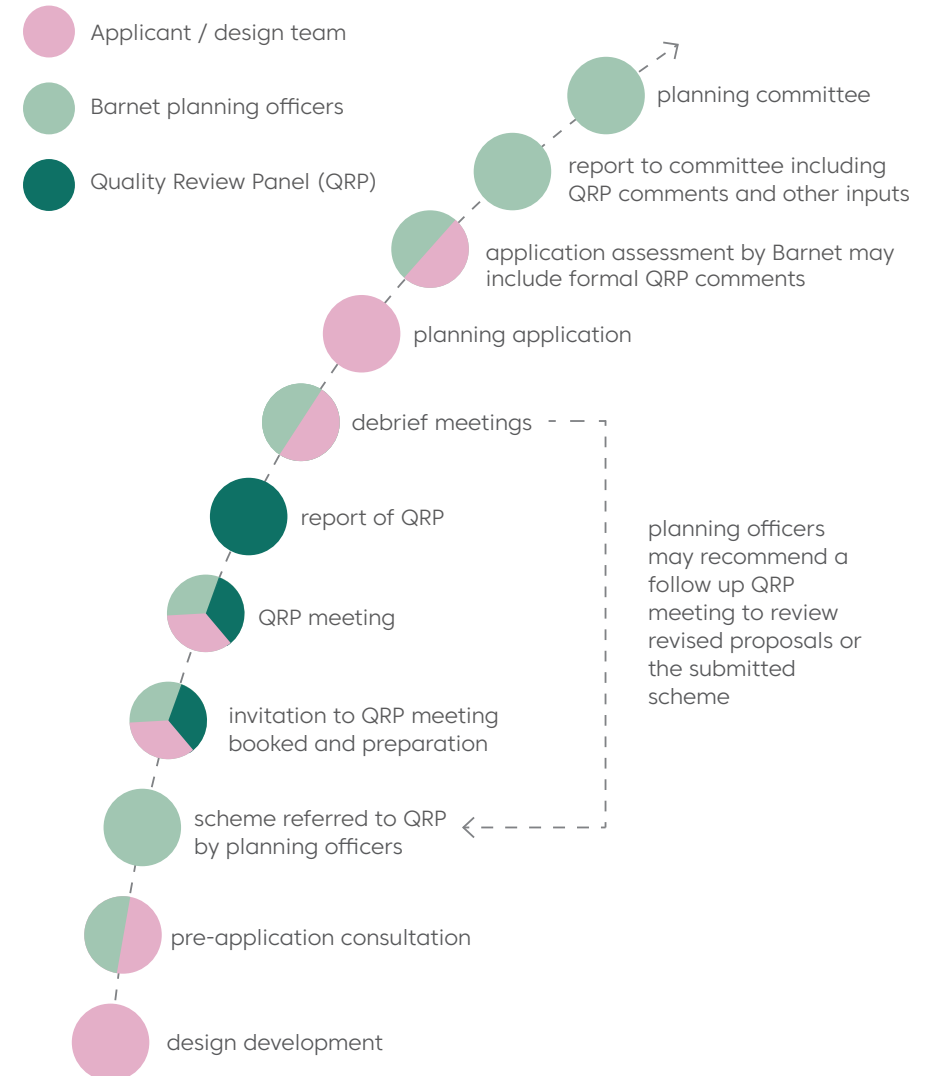 Applicant / design team
Barnet planning officers
Quality Review Panel (QRP)
planning committee
report to committee including
QRP comments and other inputs
application assessment by Barnet may
include formal QRP comments
planning application
debrief meetings
report of QRP
planning officers
may recommend a
follow up QRP
meeting to review
revised proposals or
the submitted
scheme
QRP meeting
invitation to QRP meeting
booked and preparation
scheme referred to QRP
by planning officers
pre-application consultation
design development